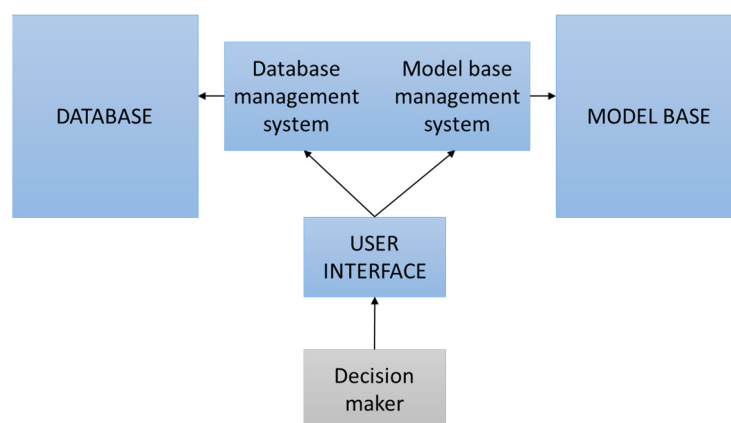 DATABASE
Database
management
system
Model base
management
system
MODEL BASE
USER
INTERFACE
Decision
maker